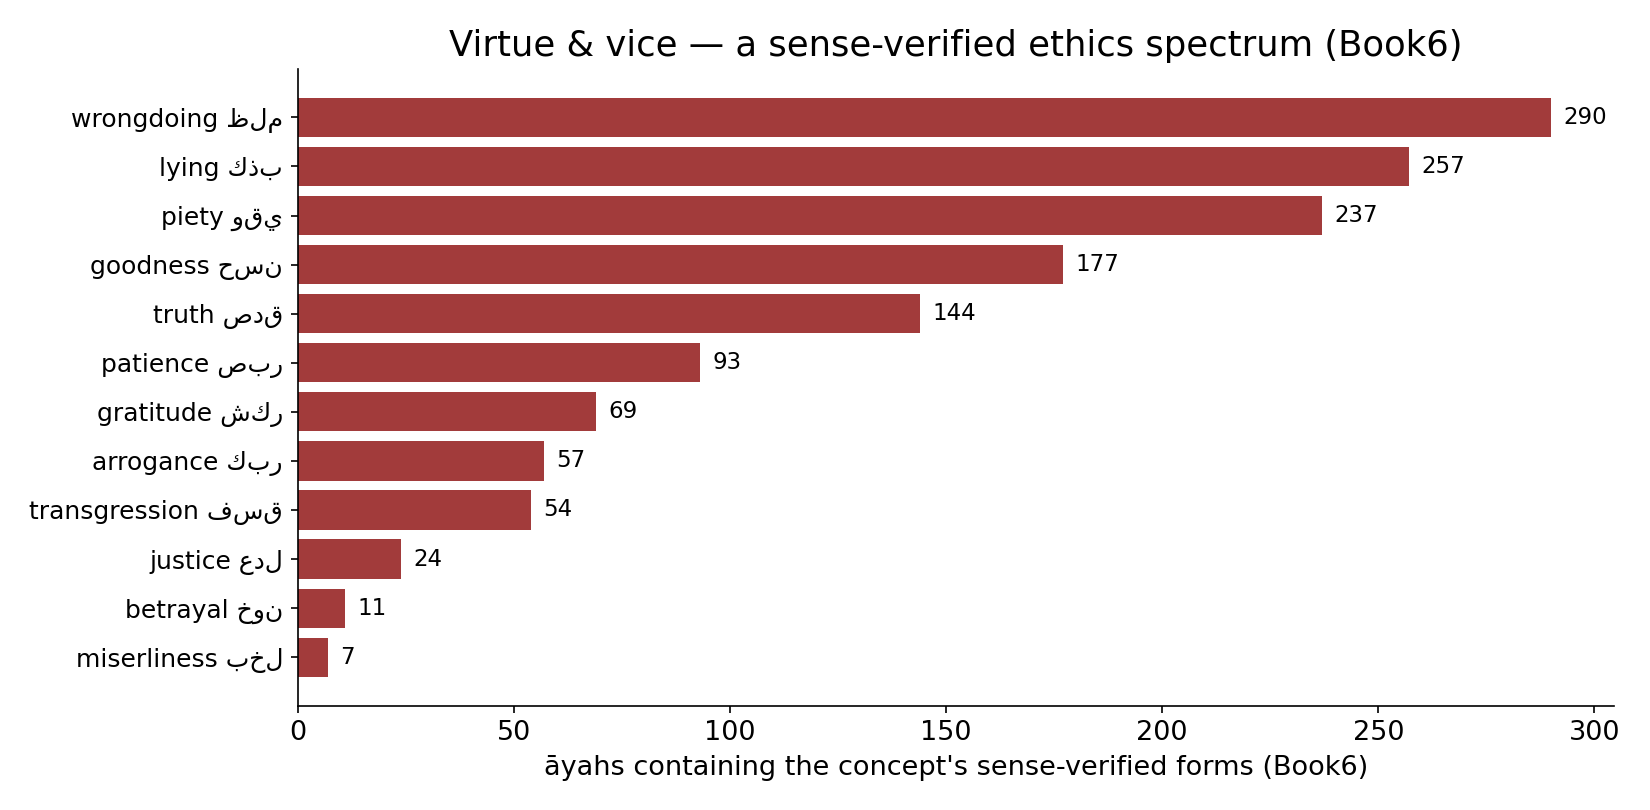 Virtue & vice — a sense-verified ethics spectrum (Book6)
wrongdoing ظلم 290
lying كذب 257
piety وقي 237
goodness حسن 177
truth صدق 144
patience صبر 93
gratitude شكر 69
arrogance كبر 57
transgression فسق 54
justice عدل 24
betrayal خون 11
miserliness بخل 7
0 50 100 150 200 250 300
āyahs containing the concept's sense-verified forms (Book6)